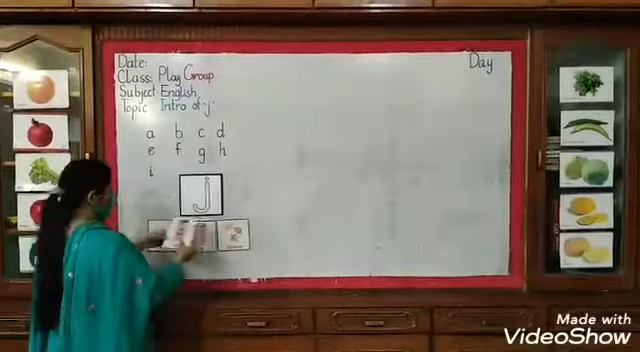 Date:
Day
Class: Play Group
Subject English
Topic Intro of 'j'
a b c d
e f g h
i
j
Made with
VideoShow